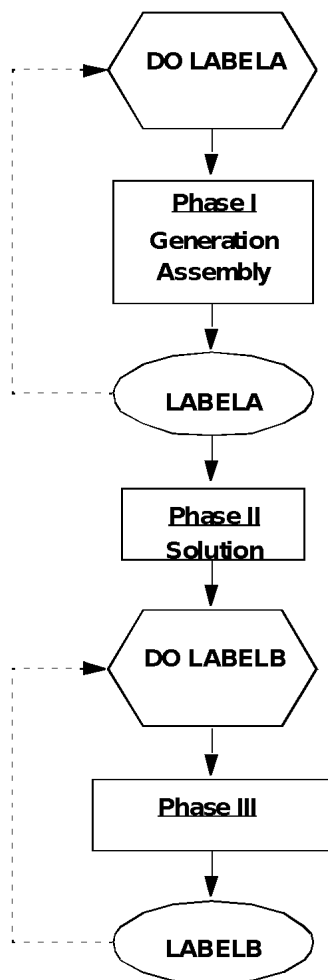 DO LABELA
Phase I
Generation
Assembly
LABELA
Phase II
Solution
DO LABELB
Phase III
LABELB